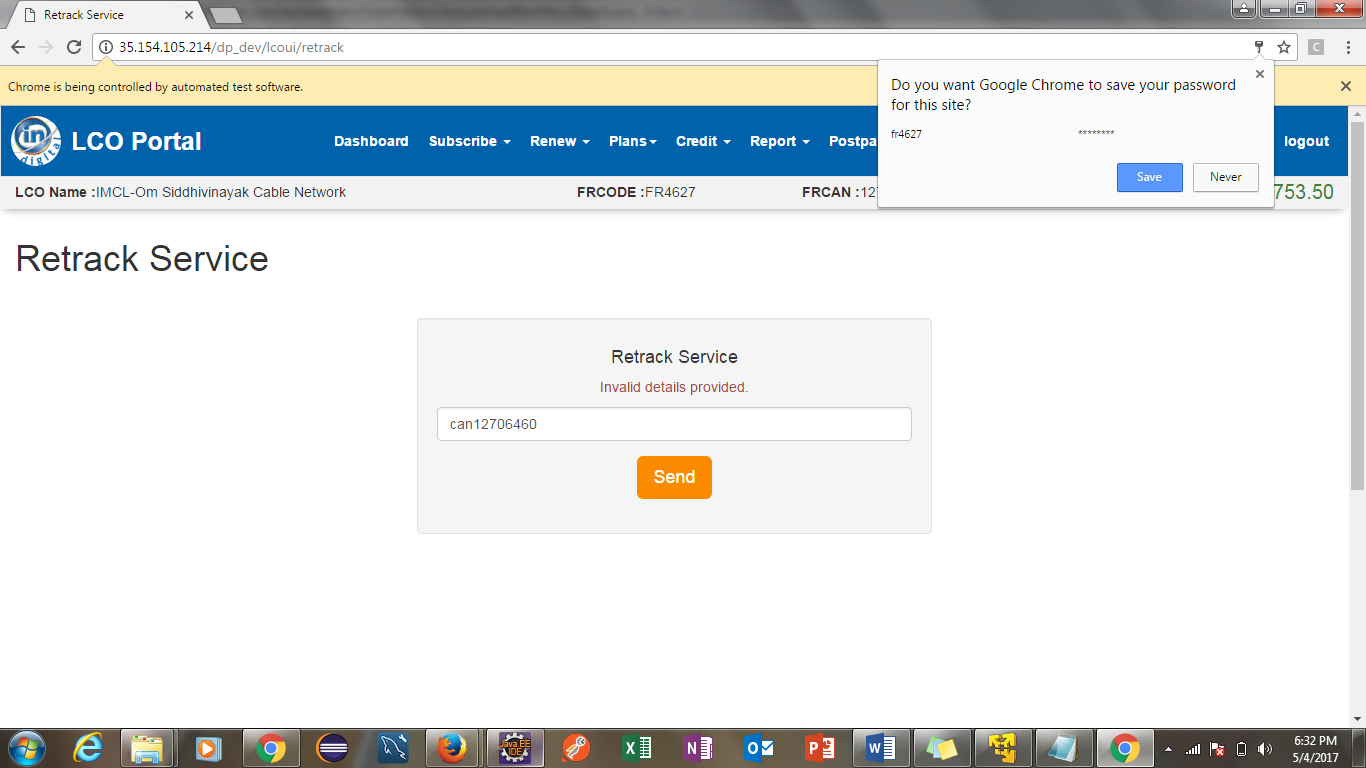 Retrack Service
35.154.105.214/dp_dev/lcoui/retrack
C
Chrome is being controlled by automated test software.
Do you want Google Chrome to save your password
for this site?
fr4627 ********
Save Never
in
digital
LCO Portal Dashboard Subscribe Renew Plans Credit Report Postpa logout
LCO Name :IMCL-Om Siddhivinayak Cable Network FRCODE :FR4627 FRCAN :127 753.50
Retrack Service
Retrack Service
Invalid details provided.
can12706460
Send
Java EE
IDE
6:32 PM
5/4/2017